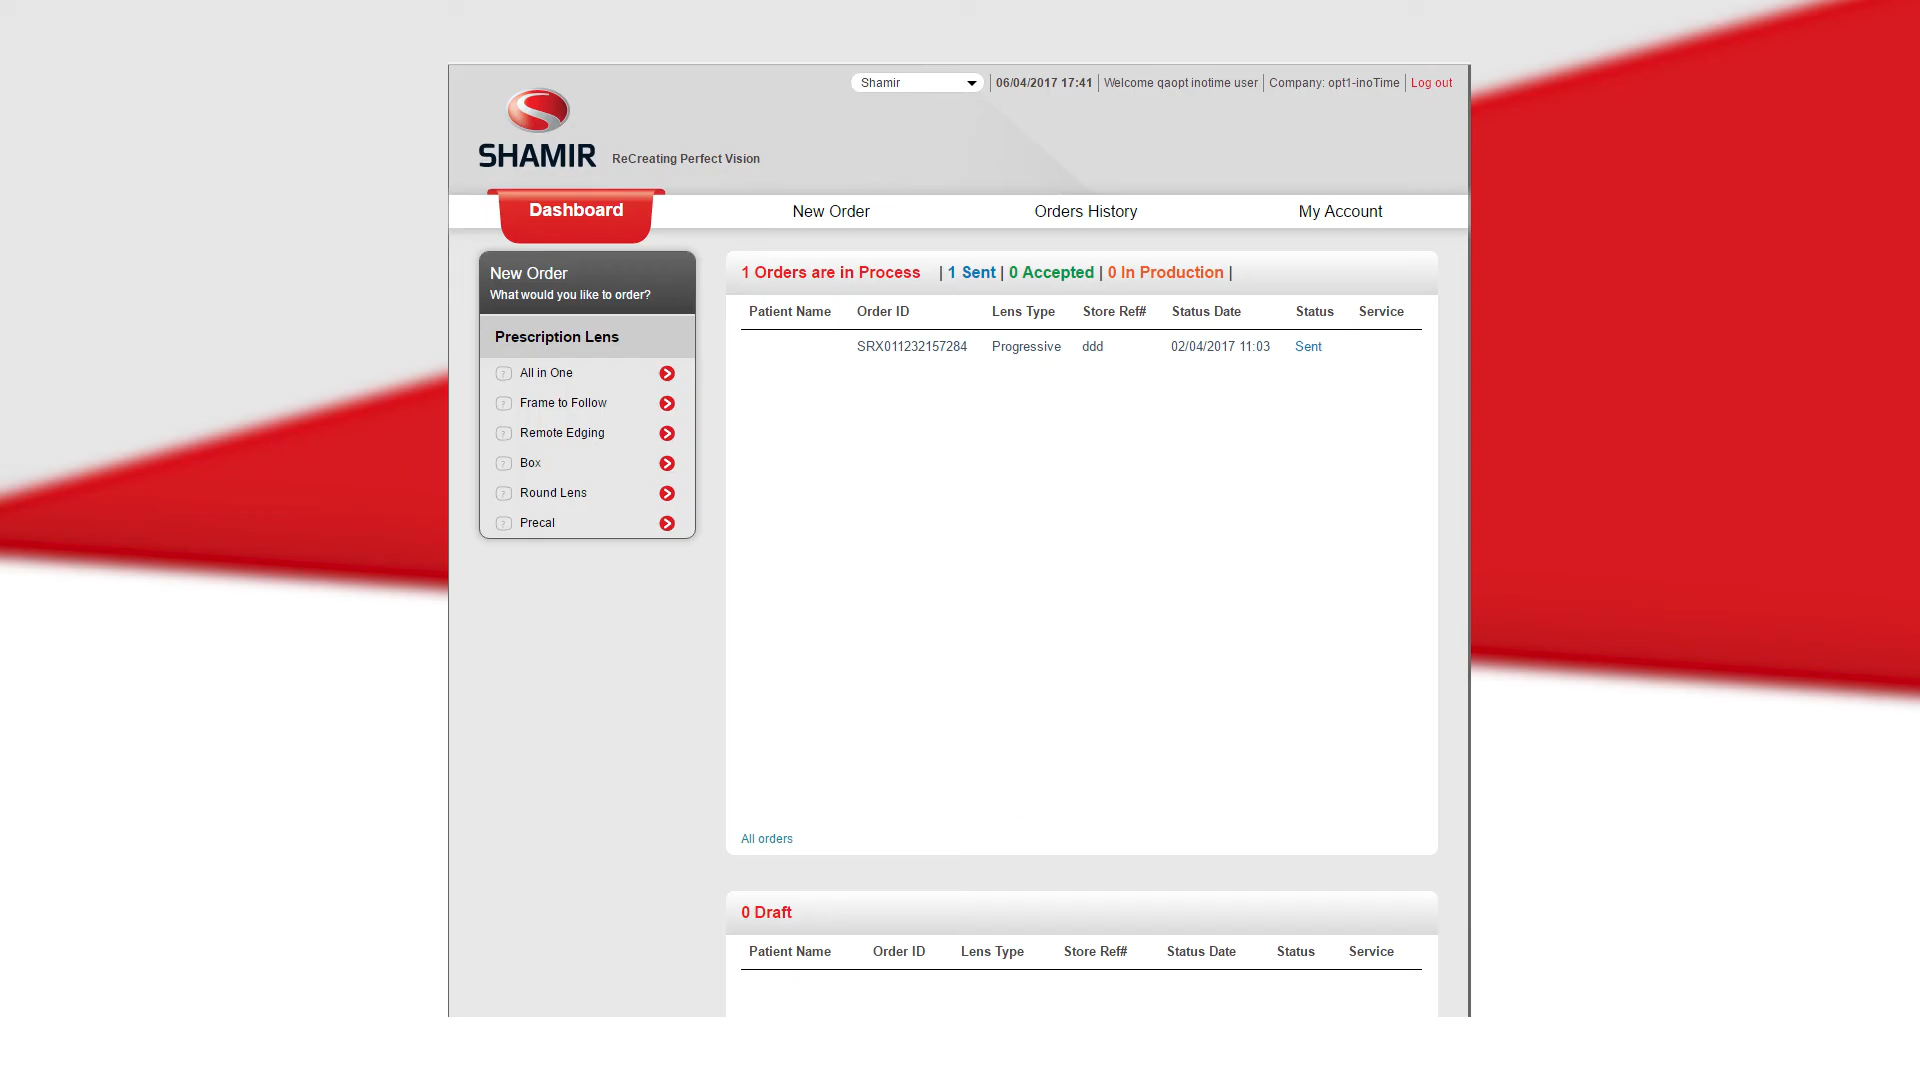 Shamir | 06/04/2017 17:41 | Welcome qaopt inotime user | Company: opt1-inoTime | Log out
SHAMIR ReCreating Perfect Vision
Dashboard New Order Orders History My Account
New Order
What would you like to order?
Prescription Lens
? All in One
? Frame to Follow
? Remote Edging
? Box
? Round Lens
? Precal
1 Orders are in Process | 1 Sent | 0 Accepted | 0 In Production |
Patient Name Order ID Lens Type Store Ref# Status Date Status Service
SRX011232157284 Progressive ddd 02/04/2017 11:03 Sent
All orders
0 Draft
Patient Name Order ID Lens Type Store Ref# Status Date Status Service